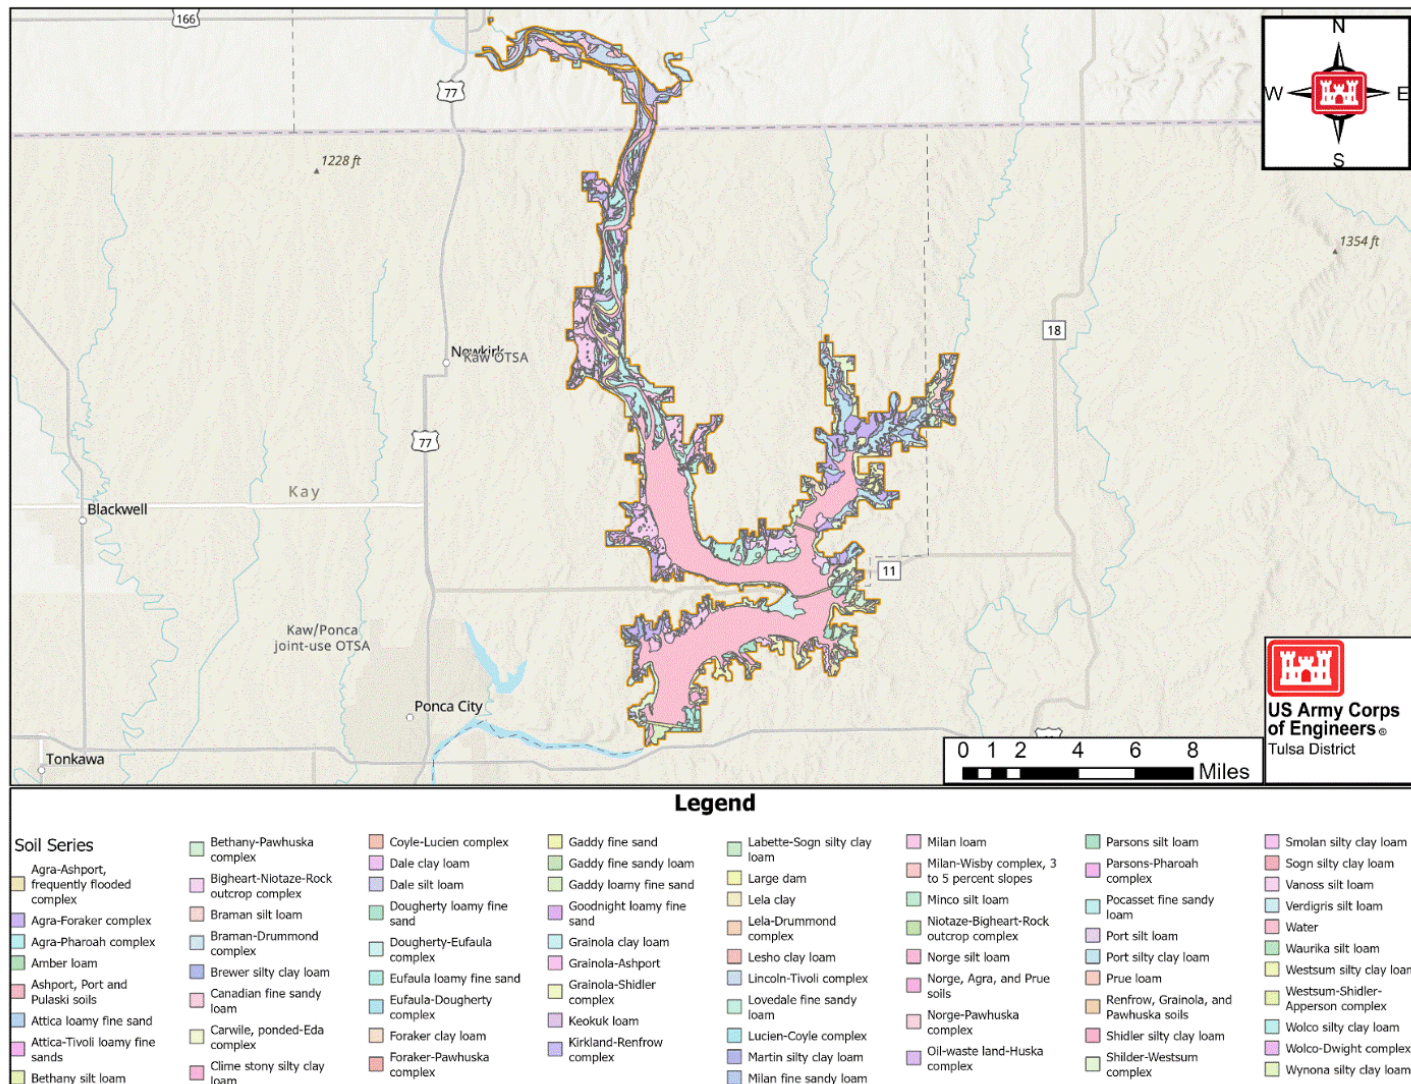 166
N
W E
S
77
1228 ft
1354 ft
18
Newkirk
Kaw OTSA
77
Kay
Blackwell
11
Kaw/Ponca
joint-use OTSA
Ponca City
Tonkawa
0 1 2 4 6 8
Miles
US Army Corps
of Engineers®
Tulsa District
Legend
Soil Series
Agra-Ashport,
frequently flooded
complex
Agra-Foraker complex
Agra-Pharoah complex
Amber loam
Ashport, Port and
Pulaski soils
Attica loamy fine sand
Attica-Tivoli loamy fine
sands
Bethany silt loam
Bethany-Pawhuska
complex
Bigheart-Niotaze-Rock
outcrop complex
Braman silt loam
Braman-Drummond
complex
Brewer silty clay loam
Canadian fine sandy
loam
Carwile, ponded-Eda
complex
Clime stony silty clay
loam
Coyle-Lucien complex
Dale clay loam
Dale silt loam
Dougherty loamy fine
sand
Dougherty-Eufaula
complex
Eufaula loamy fine sand
Eufaula-Dougherty
complex
Foraker clay loam
Foraker-Pawhuska
complex
Gaddy fine sand
Gaddy fine sandy loam
Gaddy loamy fine sand
Goodnight loamy fine
sand
Grainola clay loam
Grainola-Ashport
Grainola-Shidler
complex
Keokuk loam
Kirkland-Renfrow
complex
Labette-Sogn silty clay
loam
Large dam
Lela clay
Lela-Drummond
complex
Lesho clay loam
Lincoln-Tivoli complex
Lovedale fine sandy
loam
Lucien-Coyle complex
Martin silty clay loam
Milan fine sandy loam
Milan loam
Milan-Wisby complex, 3
to 5 percent slopes
Minco silt loam
Niotaze-Bigheart-Rock
outcrop complex
Norge silt loam
Norge, Agra, and Prue
soils
Norge-Pawhuska
complex
Oil-waste land-Huska
complex
Parsons silt loam
Parsons-Pharoah
complex
Pocasset fine sandy
loam
Port silt loam
Port silty clay loam
Prue loam
Renfrow, Grainola, and
Pawhuska soils
Shidler silty clay loam
Shilder-Westsum
complex
Smolan silty clay loam
Sogn silty clay loam
Vanoss silt loam
Verdigris silt loam
Water
Waurika silt loam
Westsum silty clay loam
Westsum-Shidler-
Apperson complex
Wolco silty clay loam
Wolco-Dwight complex
Wynona silty clay loam